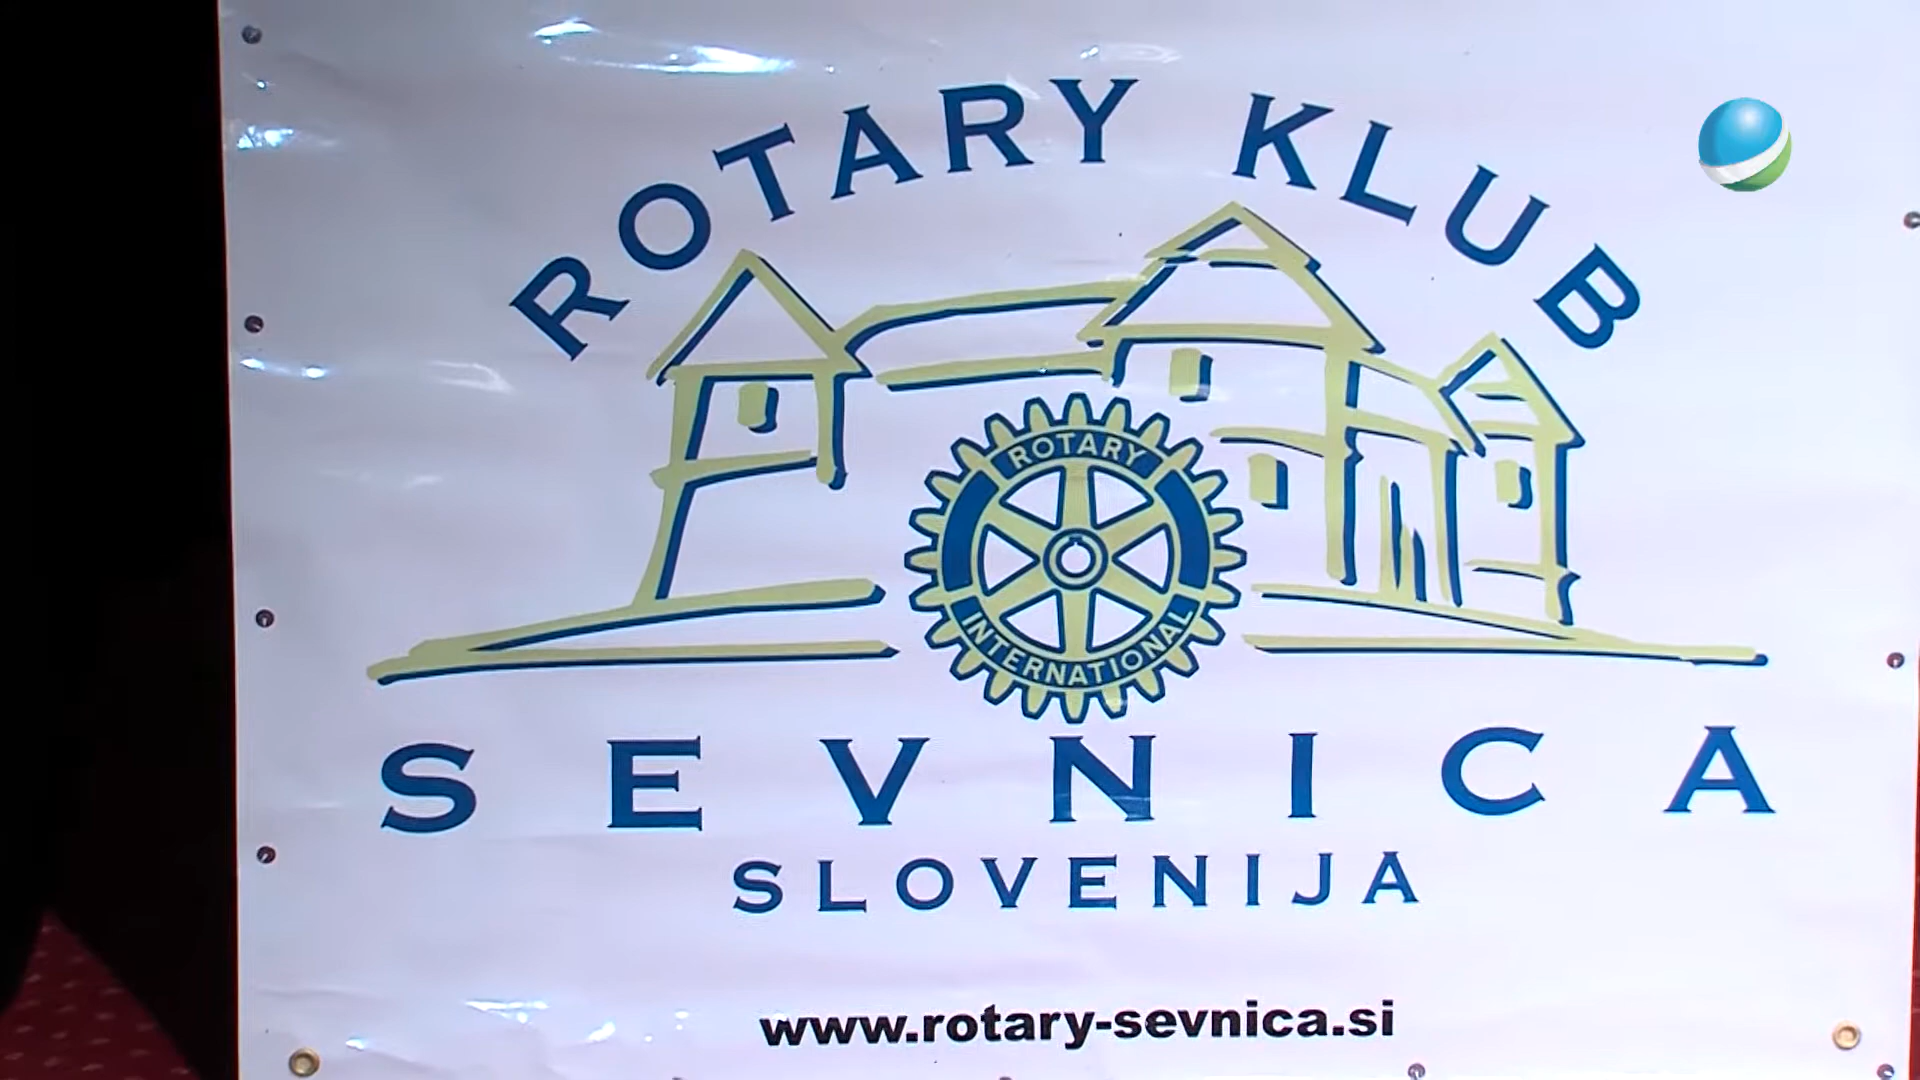 ROTARY KLUB
ROTARY
INTERNATIONAL
SEVNICA
SLOVENIJA
www.rotary-sevnica.si